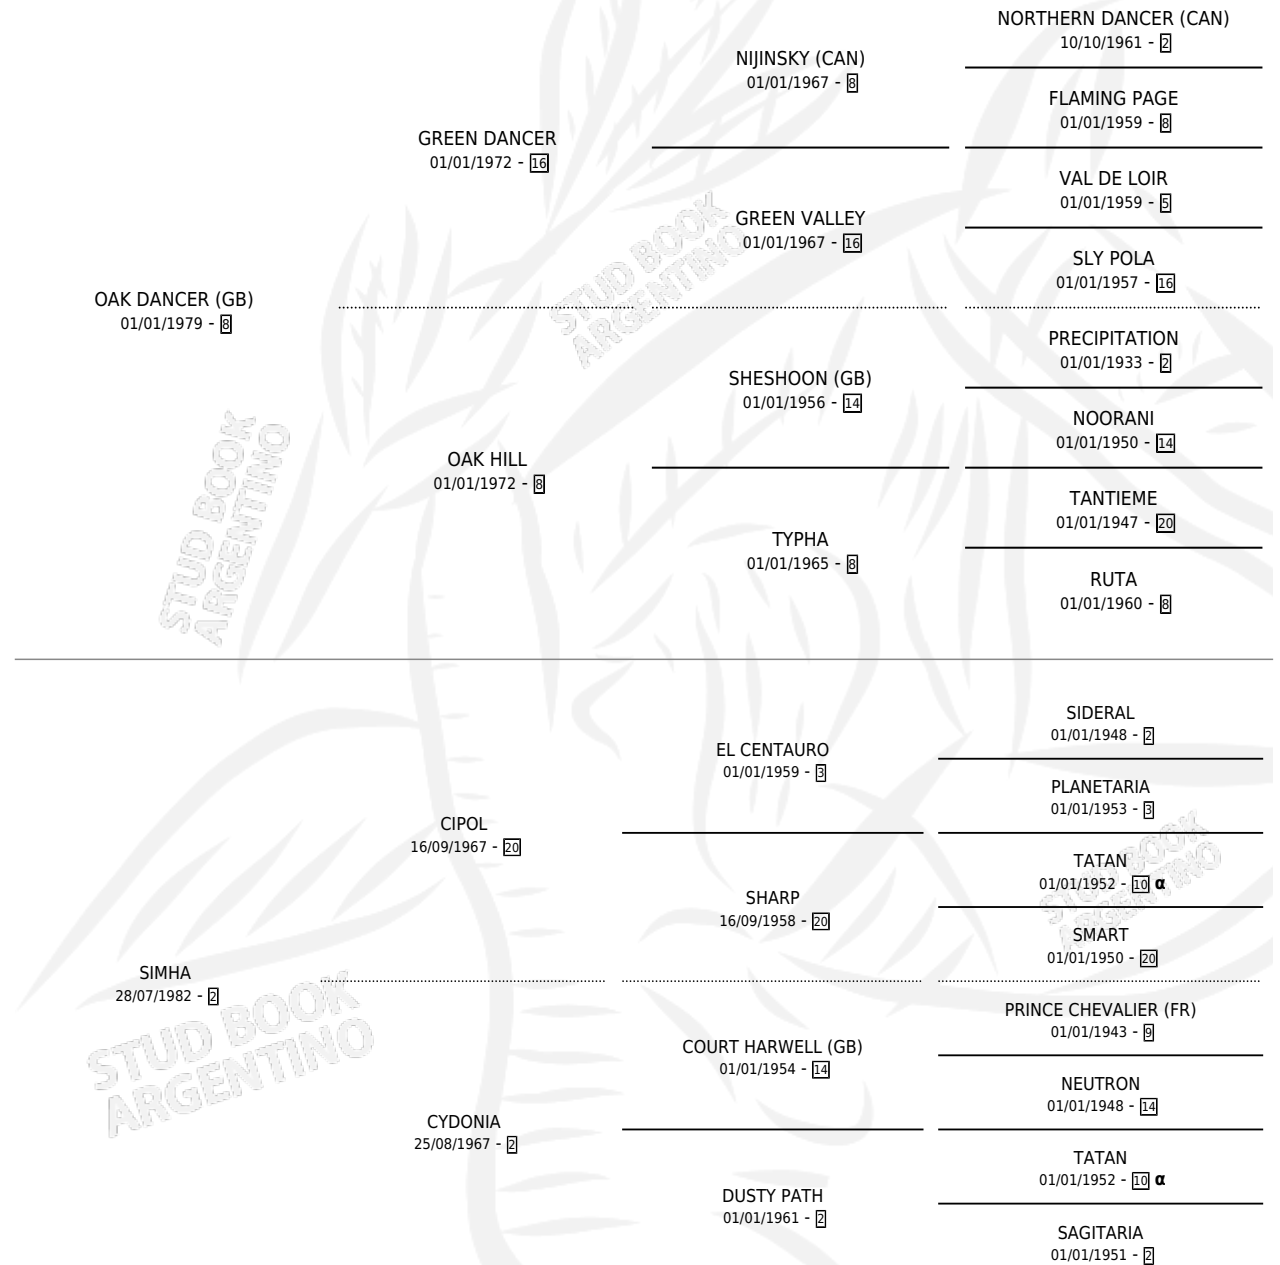 NORTHERN DANCER (CAN)
10/10/1961 - 2
NIJINSKY (CAN)
01/01/1967 - 8
FLAMING PAGE
01/01/1959 - 8
GREEN DANCER
01/01/1972 - 16
VAL DE LOIR
01/01/1959 - 5
GREEN VALLEY
01/01/1967 - 16
SLY POLA
01/01/1957 - 16
OAK DANCER (GB)
01/01/1979 - 8
STUD BOOK
ARGENTINO
PRECIPITATION
01/01/1933 - 2
SHESHOON (GB)
01/01/1956 - 14
NOORANI
01/01/1950 - 14
OAK HILL
01/01/1972 - 8
TANTIEME
01/01/1947 - 20
TYPHA
01/01/1965 - 8
RUTA
01/01/1960 - 8
STUD BOOK
ARGENTINO
SIDERAL
01/01/1948 - 2
EL CENTAURO
01/01/1959 - 3
PLANETARIA
01/01/1953 - 3
CIPOL
16/09/1967 - 20
TATAN
01/01/1952 - 10 α
SHARP
16/09/1958 - 20
SMART
01/01/1950 - 20
STUD BOOK
ARGENTINO
SIMHA
28/07/1982 - 2
PRINCE CHEVALIER (FR)
01/01/1943 - 9
COURT HARWELL (GB)
01/01/1954 - 14
NEUTRON
01/01/1948 - 14
STUD BOOK
ARGENTINO
CYDONIA
25/08/1967 - 2
TATAN
01/01/1952 - 10 α
DUSTY PATH
01/01/1961 - 2
SAGITARIA
01/01/1951 - 2